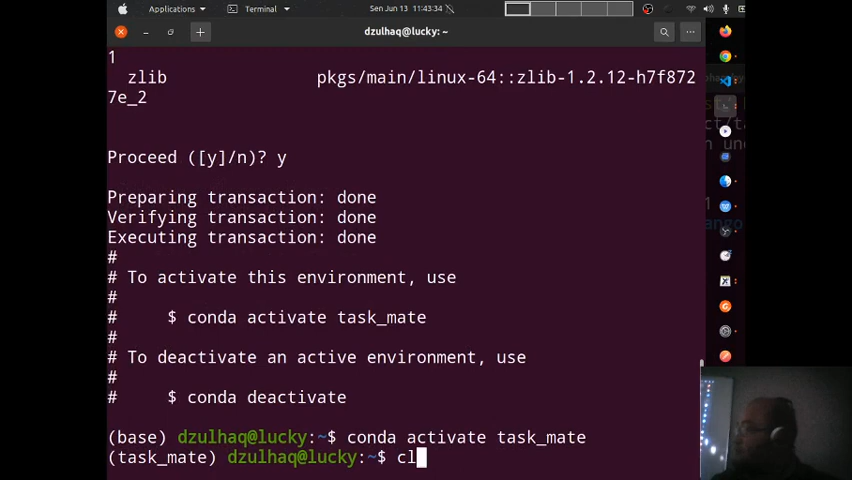 Applications
Terminal
Sen Jun 13 11:43:34
dzulhaq@lucky: ~
1
zlib pkgs/main/linux-64::zlib-1.2.12-h7f872
7e_2
Proceed ([y]/n)? y
Preparing transaction: done
Verifying transaction: done
Executing transaction: done
#
# To activate this environment, use
#
# $ conda activate task_mate
#
# To deactivate an active environment, use
#
# $ conda deactivate
(base) dzulhaq@lucky:~$ conda activate task_mate
(task_mate) dzulhaq@lucky:~$ cl